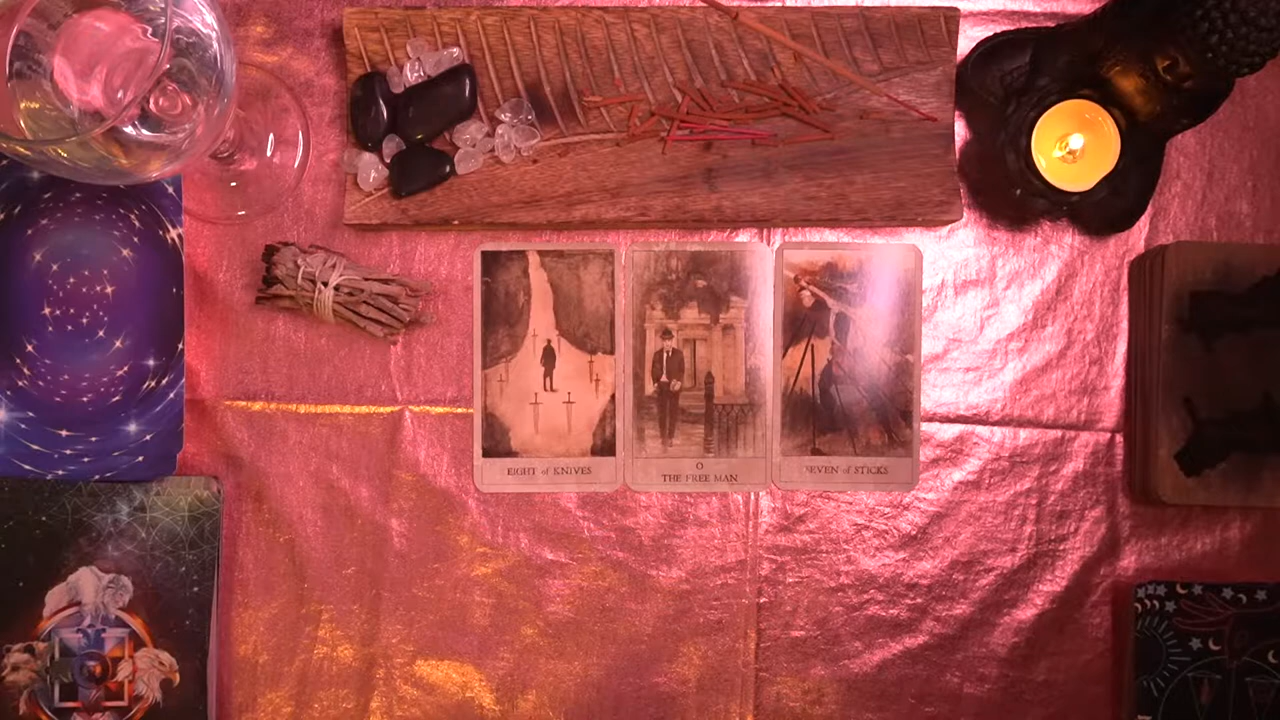 EIGHT of KNIVES
0
THE FREE MAN
SEVEN of STICKS